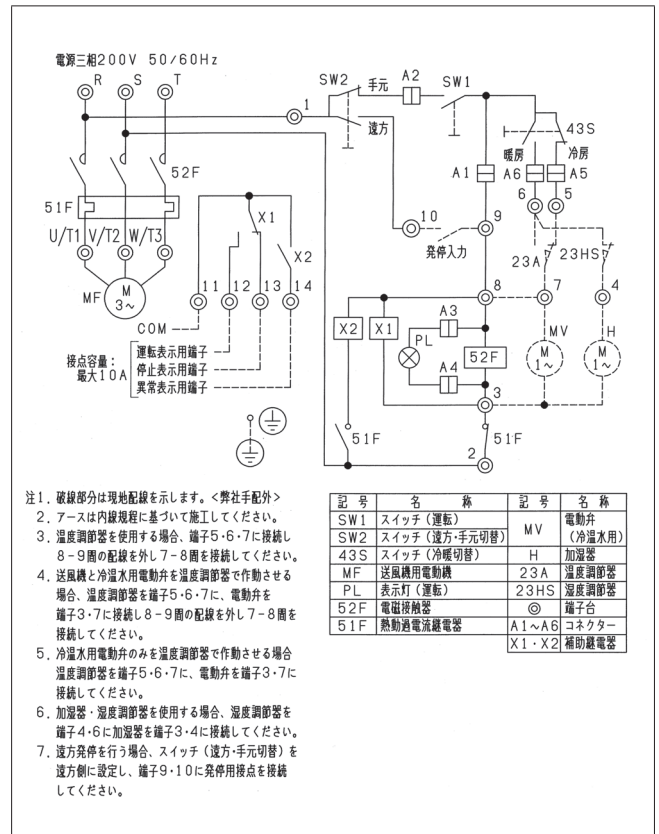 電源三相200V 50/60Hz
R
S
T
1
SW2
手元
遠方
A2
SW1
43S
暖房
冷房
A1
A6
A5
6
5
52F
51F
U/T1
V/T2
W/T3
MF
M
3~
X1
X2
11
12
13
14
COM
接点容量：
最大10A
運転表示用端子
停止表示用端子
異常表示用端子
10
9
発停入力
23A
23HS
8
7
4
X2
X1
A3
PL
A4
52F
MV
H
M
1~
M
1~
3
51F
51F
2
注1．破線部分は現地配線を示します。<弊社手配外>
2．アースは内線規程に基づいて施工してください。
3．温度調節器を使用する場合、端子5・6・7に接続し
8-9間の配線を外し7-8間を接続してください。
4．送風機と冷温水用電動弁を温度調節器で作動させる
場合、温度調節器を端子5・6・7に、電動弁を
端子3・7に接続し8-9間の配線を外し7-8間を
接続してください。
5．冷温水用電動弁のみを温度調節器で作動させる場合
温度調節器を端子5・6・7に、電動弁を端子3・7に
接続してください。
6．加湿器・湿度調節器を使用する場合、湿度調節器を
端子4・6に加湿器を端子3・4に接続してください。
7．遠方発停を行う場合、スイッチ（遠方・手元切替）を
遠方側に設定し、端子9・10に発停用接点を接続
してください。
記号 名称 記号 名称
SW1 スイッチ（運転） MV 電動弁（冷温水用）
SW2 スイッチ（遠方・手元切替）
43S スイッチ（冷暖切替） H 加湿器
MF 送風機用電動機 23A 温度調節器
PL 表示灯（運転） 23HS 湿度調節器
52F 電磁接触器 ◎ 端子台
51F 熱動過電流継電器 A1～A6 コネクター
X1・X2 補助継電器